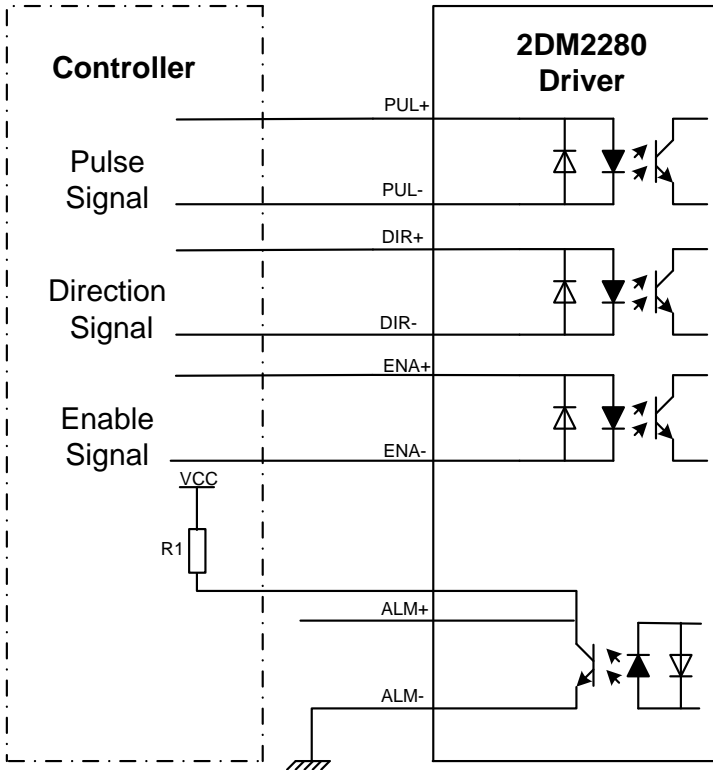 Controller
2DM2280
Driver
PUL+
Pulse
Signal
PUL-
DIR+
Direction
Signal
DIR-
ENA+
Enable
Signal
ENA-
VCC
R1
ALM+
ALM-